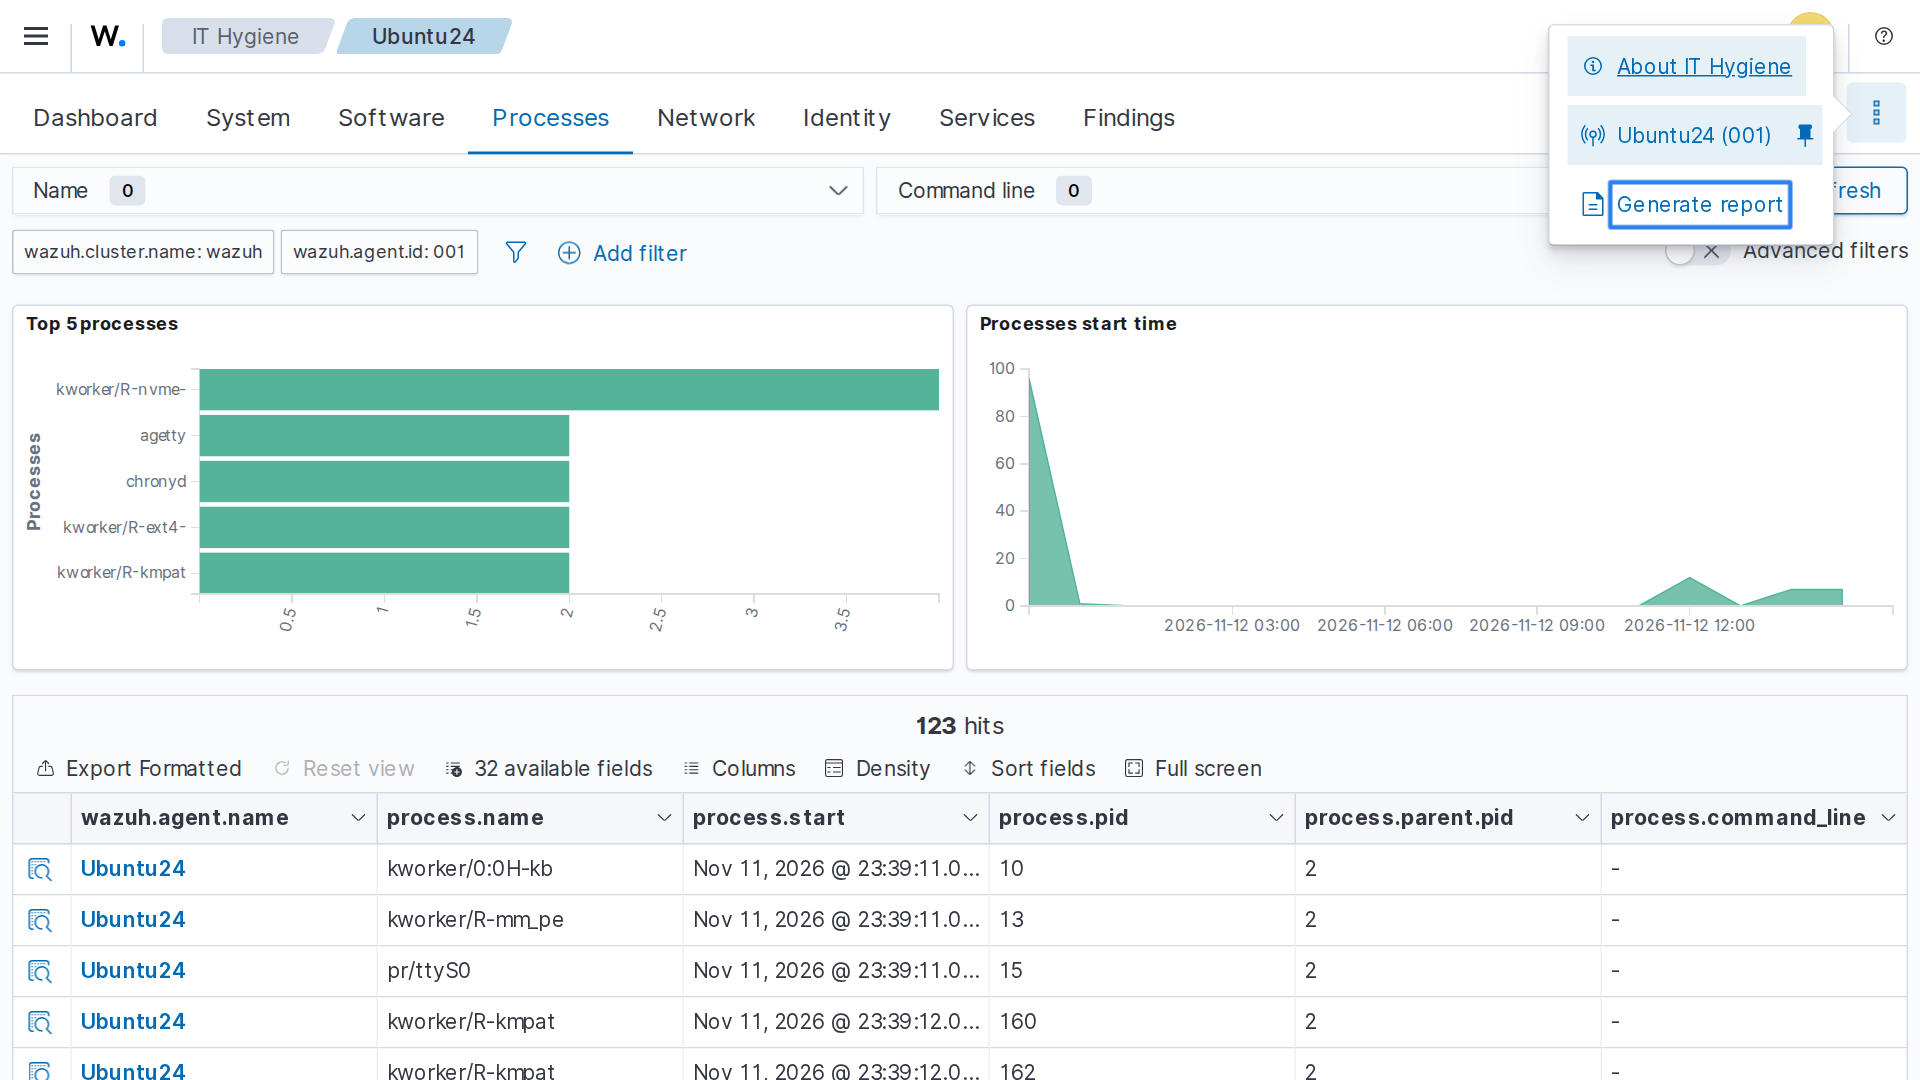 W.
IT Hygiene
Ubuntu24
About IT Hygiene
Ubuntu24 (001)
Generate report
Dashboard
System
Software
Processes
Network
Identity
Services
Findings
Name 0
Command line 0
fresh
wazuh.cluster.name: wazuh
wazuh.agent.id: 001
Add filter
Advanced filters
Top 5 processes
Processes
kworker/R-nvme-
agetty
chronyd
kworker/R-ext4-
kworker/R-kmpat
0.5 1 1.5 2 2.5 3 3.5
Processes start time
100
80
60
40
20
0
2026-11-12 03:00 2026-11-12 06:00 2026-11-12 09:00 2026-11-12 12:00
123 hits
Export Formatted Reset view 32 available fields Columns Density Sort fields Full screen
wazuh.agent.name process.name process.start process.pid process.parent.pid process.command_line
Ubuntu24 kworker/0:0H-kb Nov 11, 2026 @ 23:39:11.0... 10 2 -
Ubuntu24 kworker/R-mm_pe Nov 11, 2026 @ 23:39:11.0... 13 2 -
Ubuntu24 pr/ttyS0 Nov 11, 2026 @ 23:39:11.0... 15 2 -
Ubuntu24 kworker/R-kmpat Nov 11, 2026 @ 23:39:12.0... 160 2 -
Ubuntu24 kworker/R-kmpat Nov 11, 2026 @ 23:39:12.0... 162 2 -